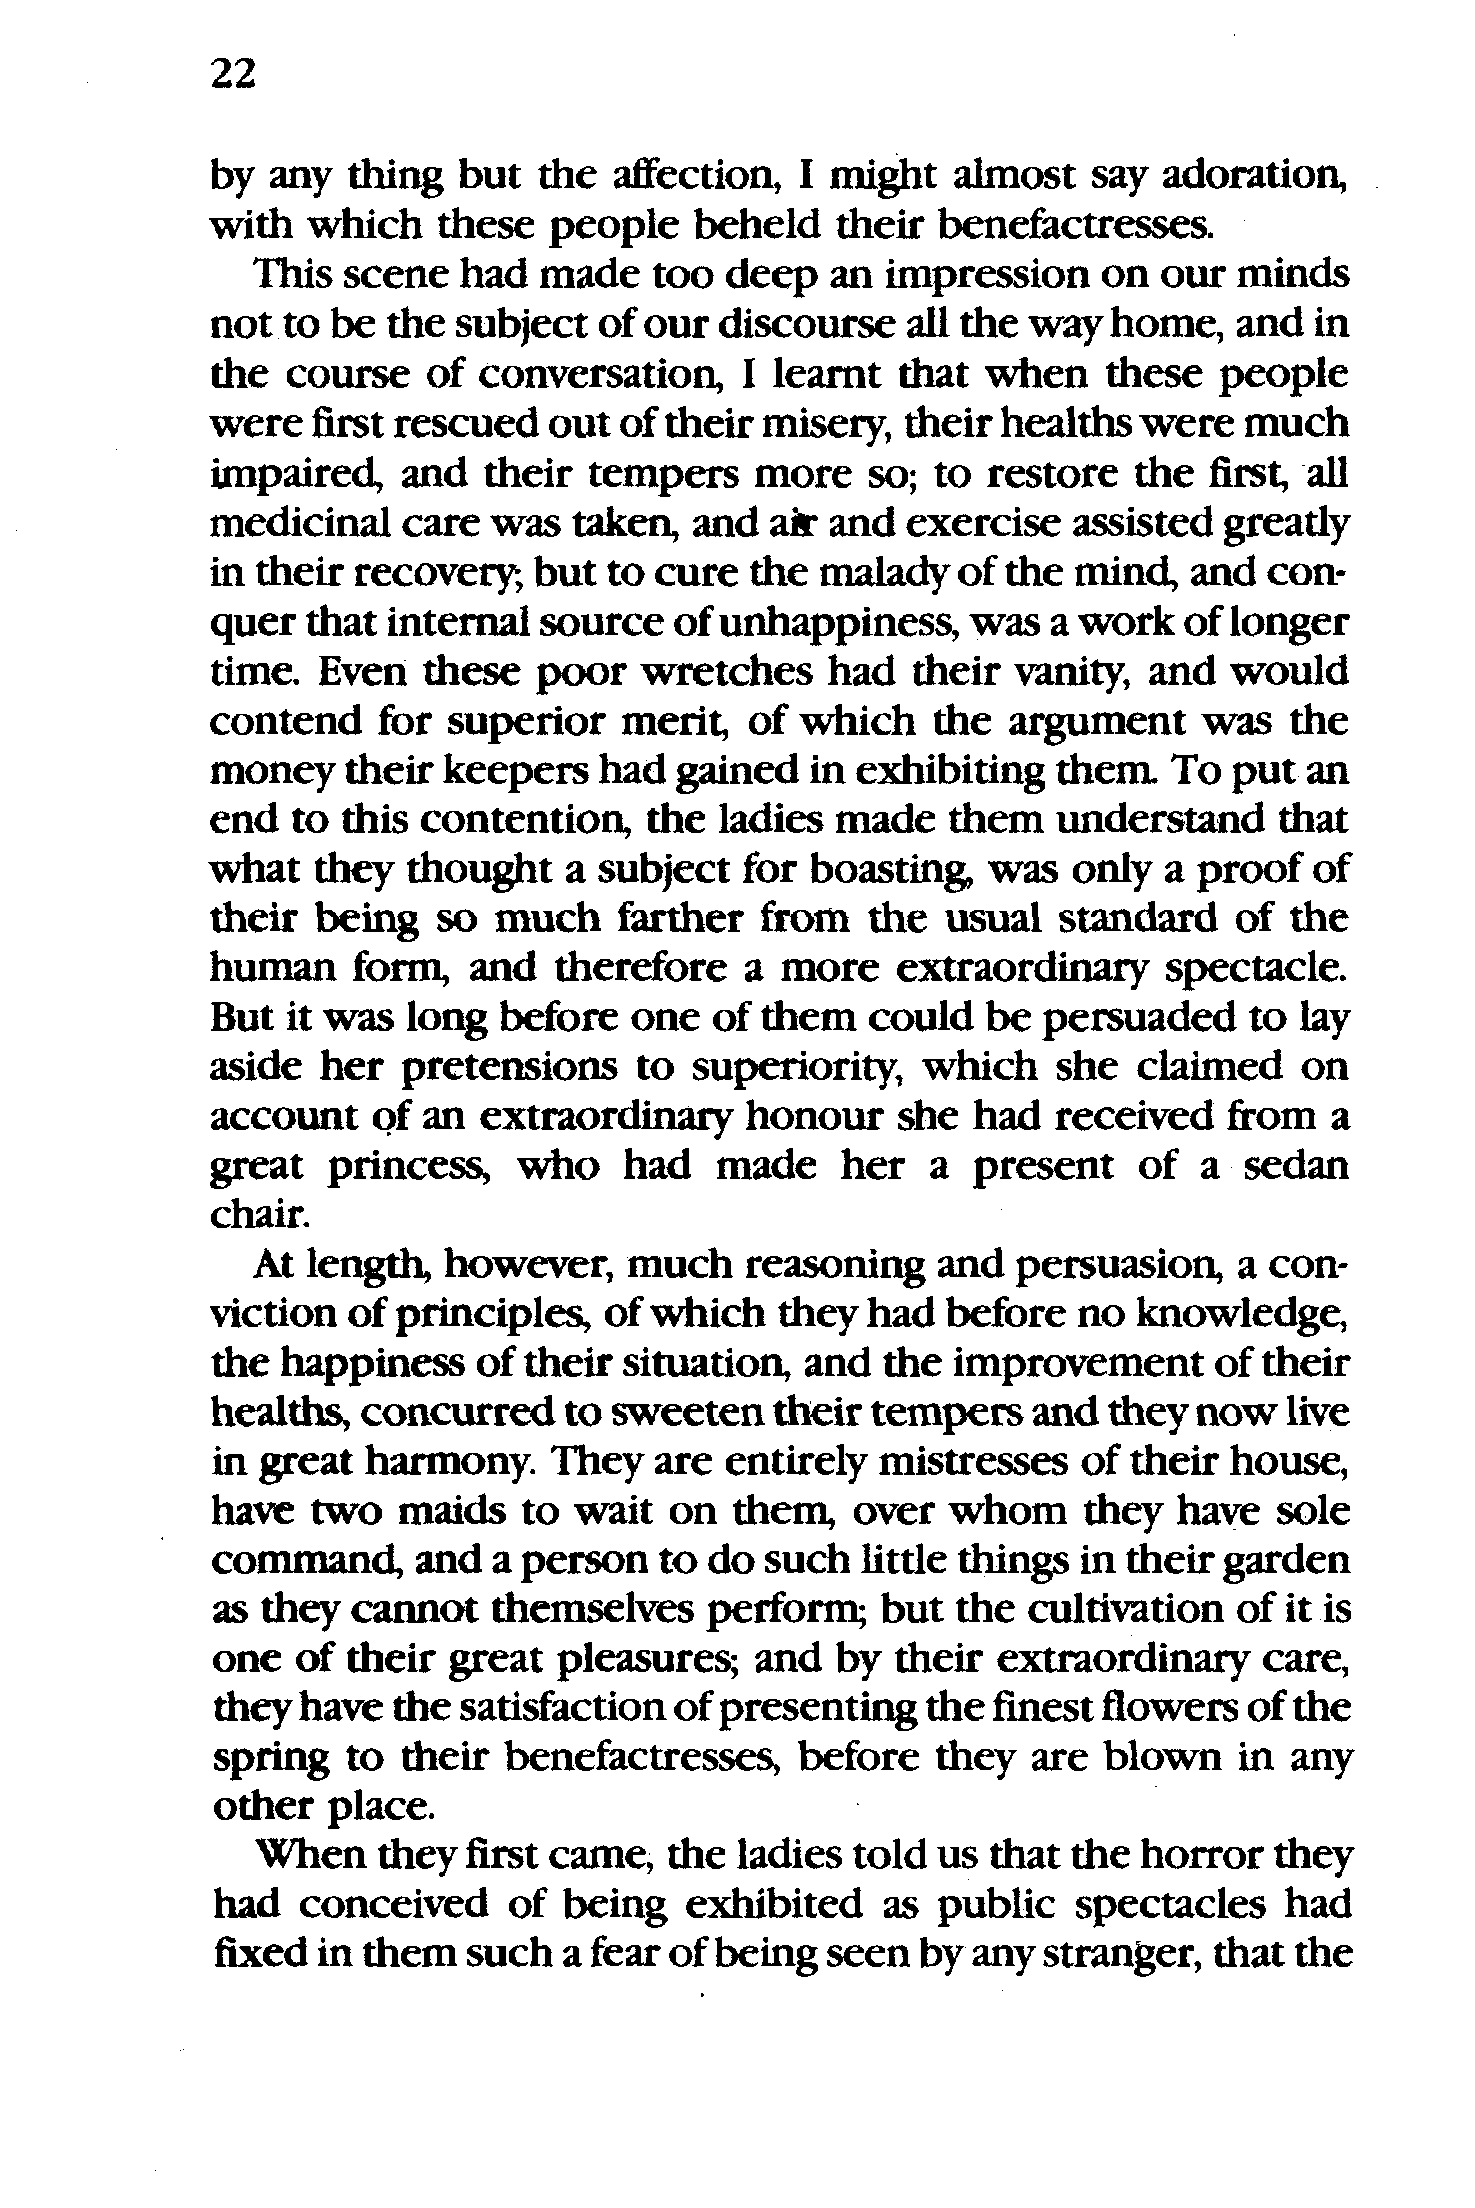 22
by any thing but the affection, I might almost say adoration,
with which these people beheld their benefactresses.
This scene had made too deep an impression on our minds
not to be the subject of our discourse all the way home, and in
the course of conversation, I learnt that when these people
were first rescued out of their misery, their healths were much
impaired, and their tempers more so; to restore the first, all
medicinal care was taken, and air and exercise assisted greatly
in their recovery; but to cure the malady of the mind, and con-
quer that internal source of unhappiness, was a work of longer
time. Even these poor wretches had their vanity, and would
contend for superior merit, of which the argument was the
money their keepers had gained in exhibiting them. To put an
end to this contention, the ladies made them understand that
what they thought a subject for boasting, was only a proof of
their being so much farther from the usual standard of the
human form, and therefore a more extraordinary spectacle.
But it was long before one of them could be persuaded to lay
aside her pretensions to superiority, which she claimed on
account of an extraordinary honour she had received from a
great princess, who had made her a present of a sedan
chair.
At length, however, much reasoning and persuasion, a con-
viction of principles, of which they had before no knowledge,
the happiness of their situation, and the improvement of their
healths, concurred to sweeten their tempers and they now live
in great harmony. They are entirely mistresses of their house,
have two maids to wait on them, over whom they have sole
command, and a person to do such little things in their garden
as they cannot themselves perform; but the cultivation of it is
one of their great pleasures; and by their extraordinary care,
they have the satisfaction of presenting the finest flowers of the
spring to their benefactresses, before they are blown in any
other place.
When they first came, the ladies told us that the horror they
had conceived of being exhibited as public spectacles had
fixed in them such a fear of being seen by any stranger, that the